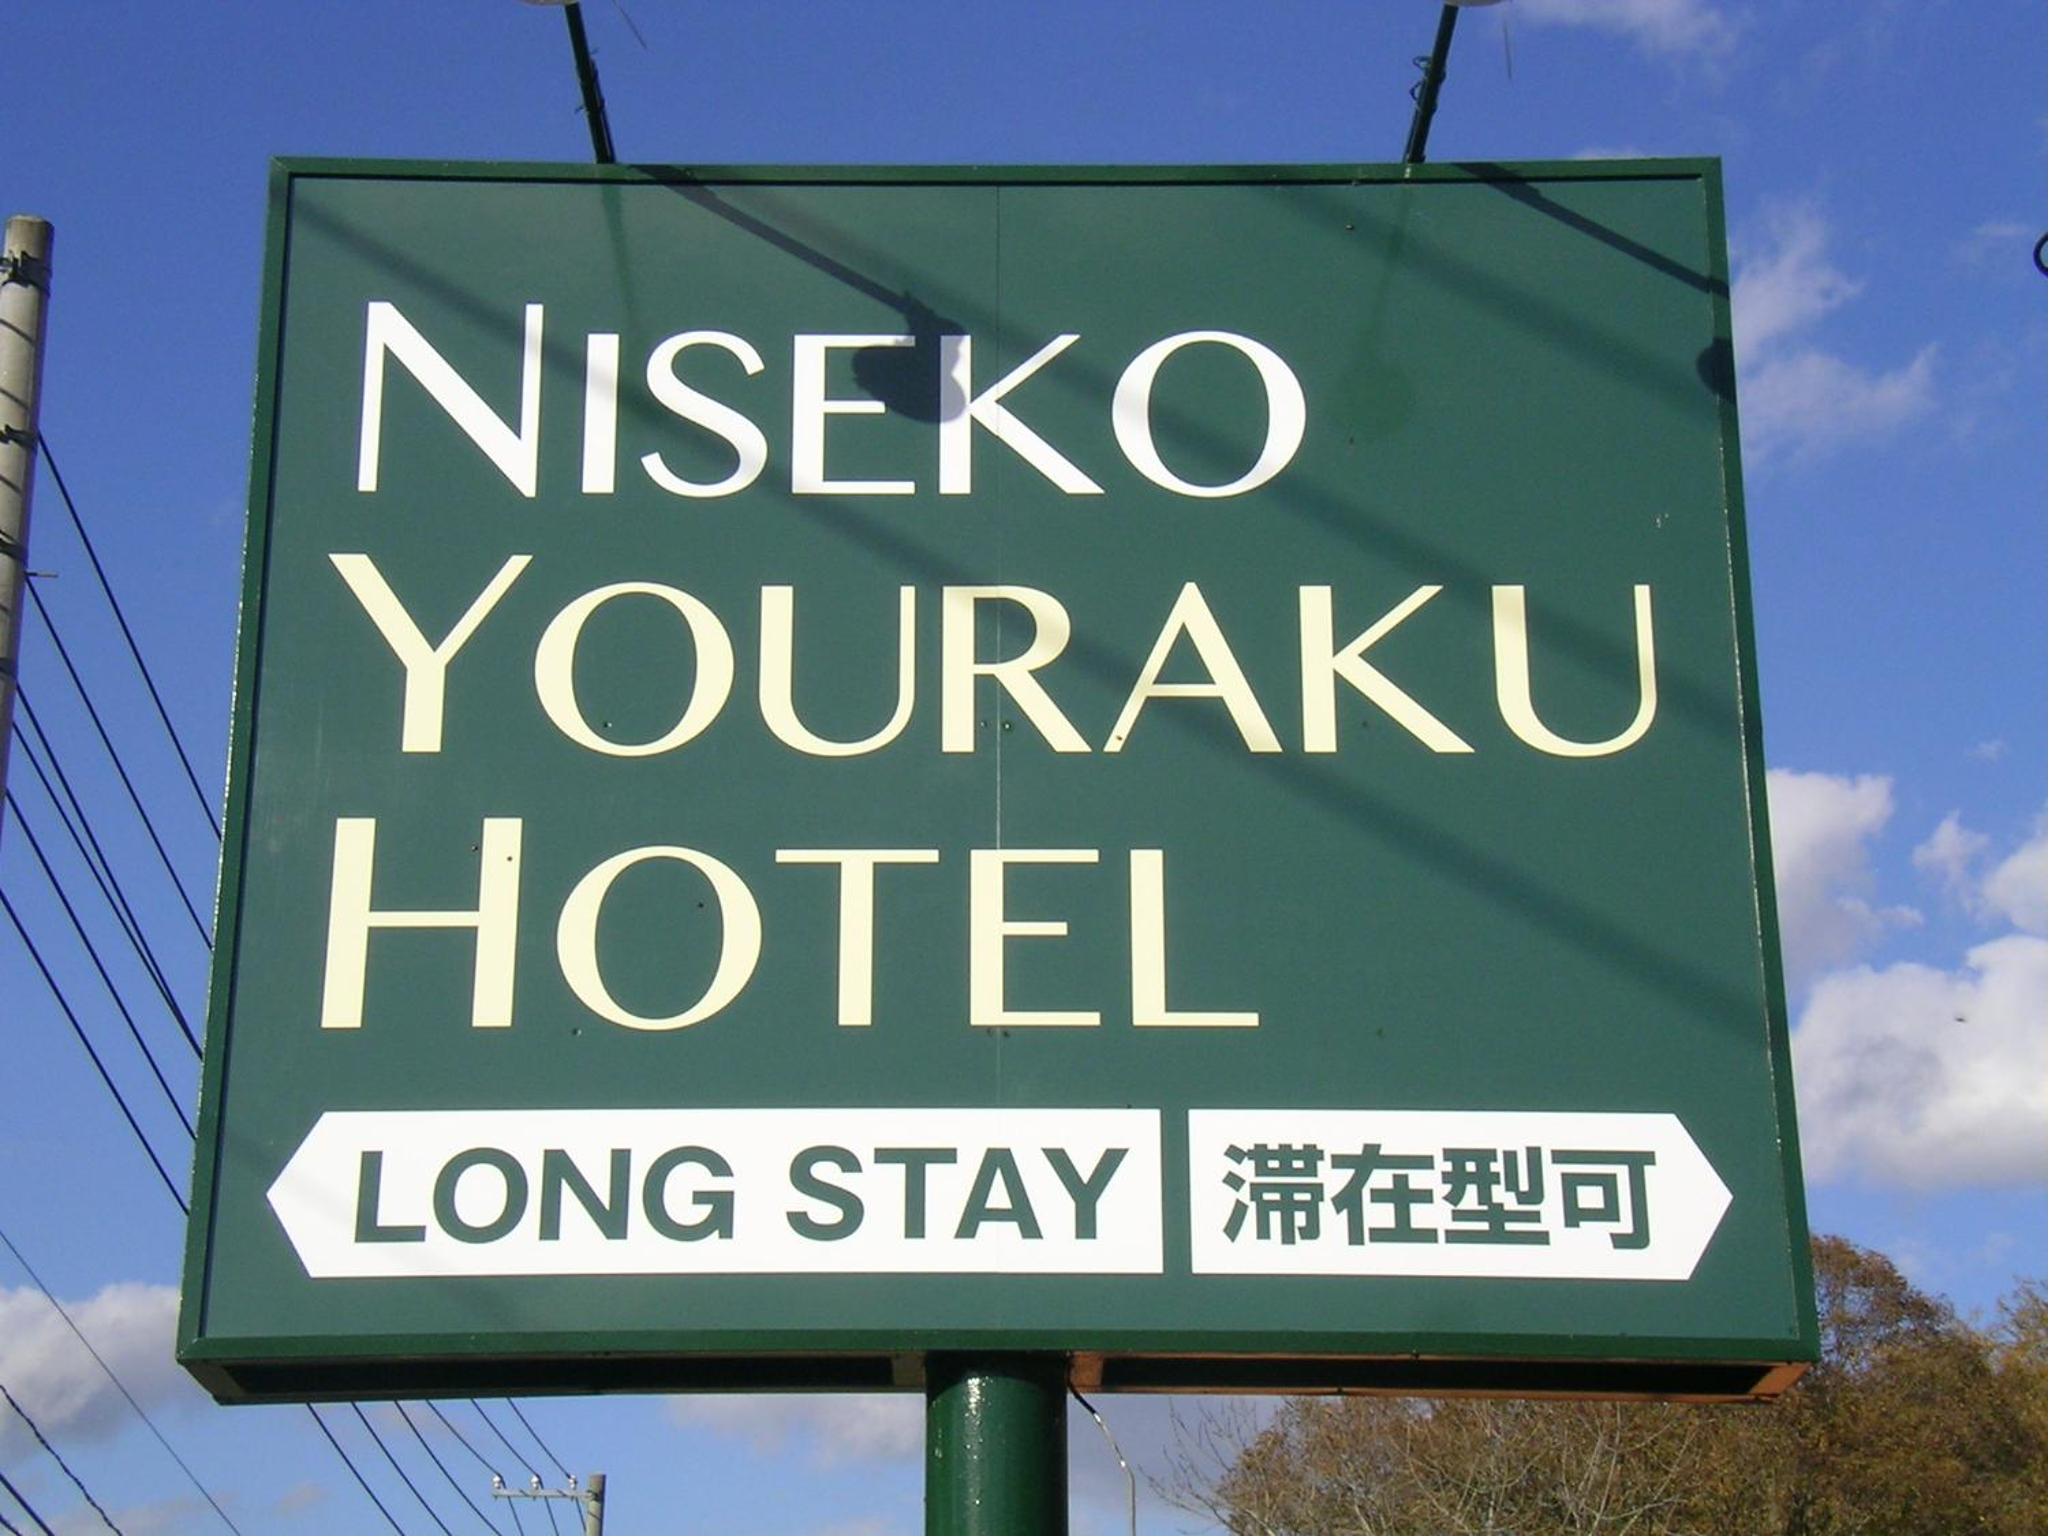 NISEKO
YOURAKU
HOTEL
LONG STAY 滞在型可